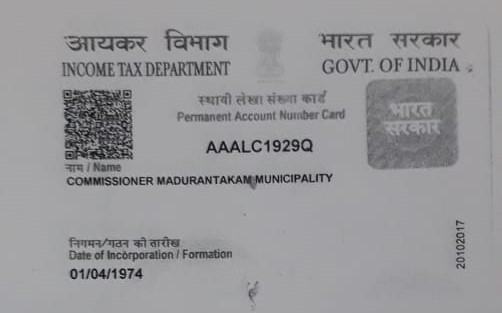 आयकर विभाग भारत सरकार
INCOME TAX DEPARTMENT GOVT. OF INDIA
स्थायी लेखा संख्या कार्ड
Permanent Account Number Card
AAALC1929Q
भारत
सरकार
नाम / Name
COMMISSIONER MADURANTAKAM MUNICIPALITY
निगमन/गठन की तारीख
Date of Incorporation / Formation
01/04/1974
20102017